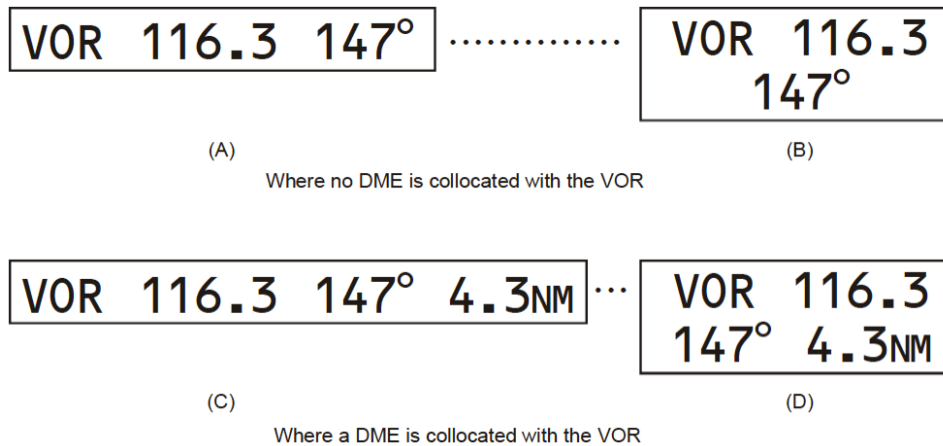 VOR 116.3 147° .............. VOR 116.3
147°
(A) (B)
Where no DME is collocated with the VOR
VOR 116.3 147° 4.3NM ... VOR 116.3
147° 4.3NM
(C) (D)
Where a DME is collocated with the VOR